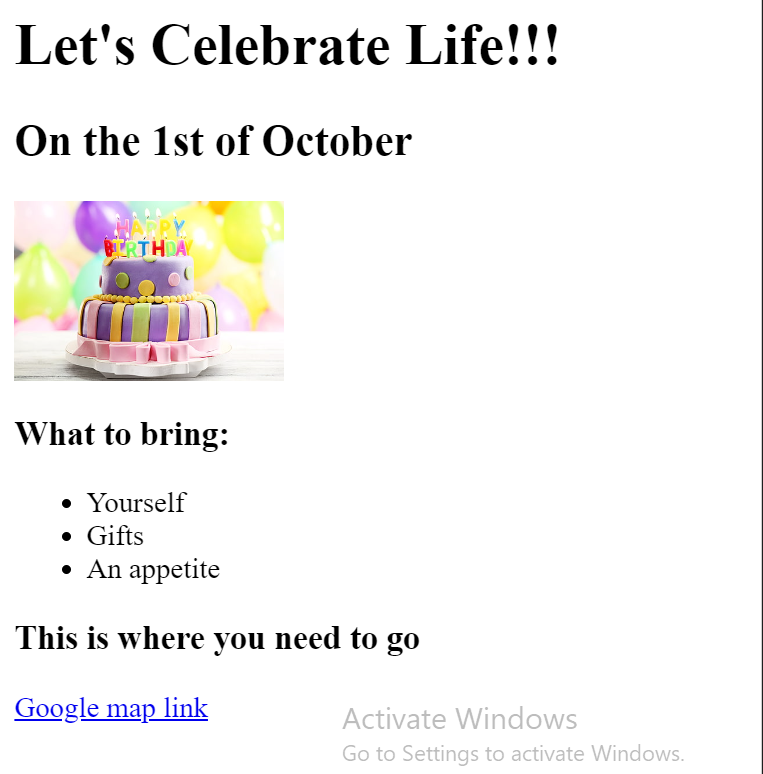 Let's Celebrate Life!!!
On the 1st of October
HAPPY
BIRTHDAY
What to bring:
Yourself
Gifts
An appetite
This is where you need to go
Google map link
Activate Windows
Go to Settings to activate Windows.